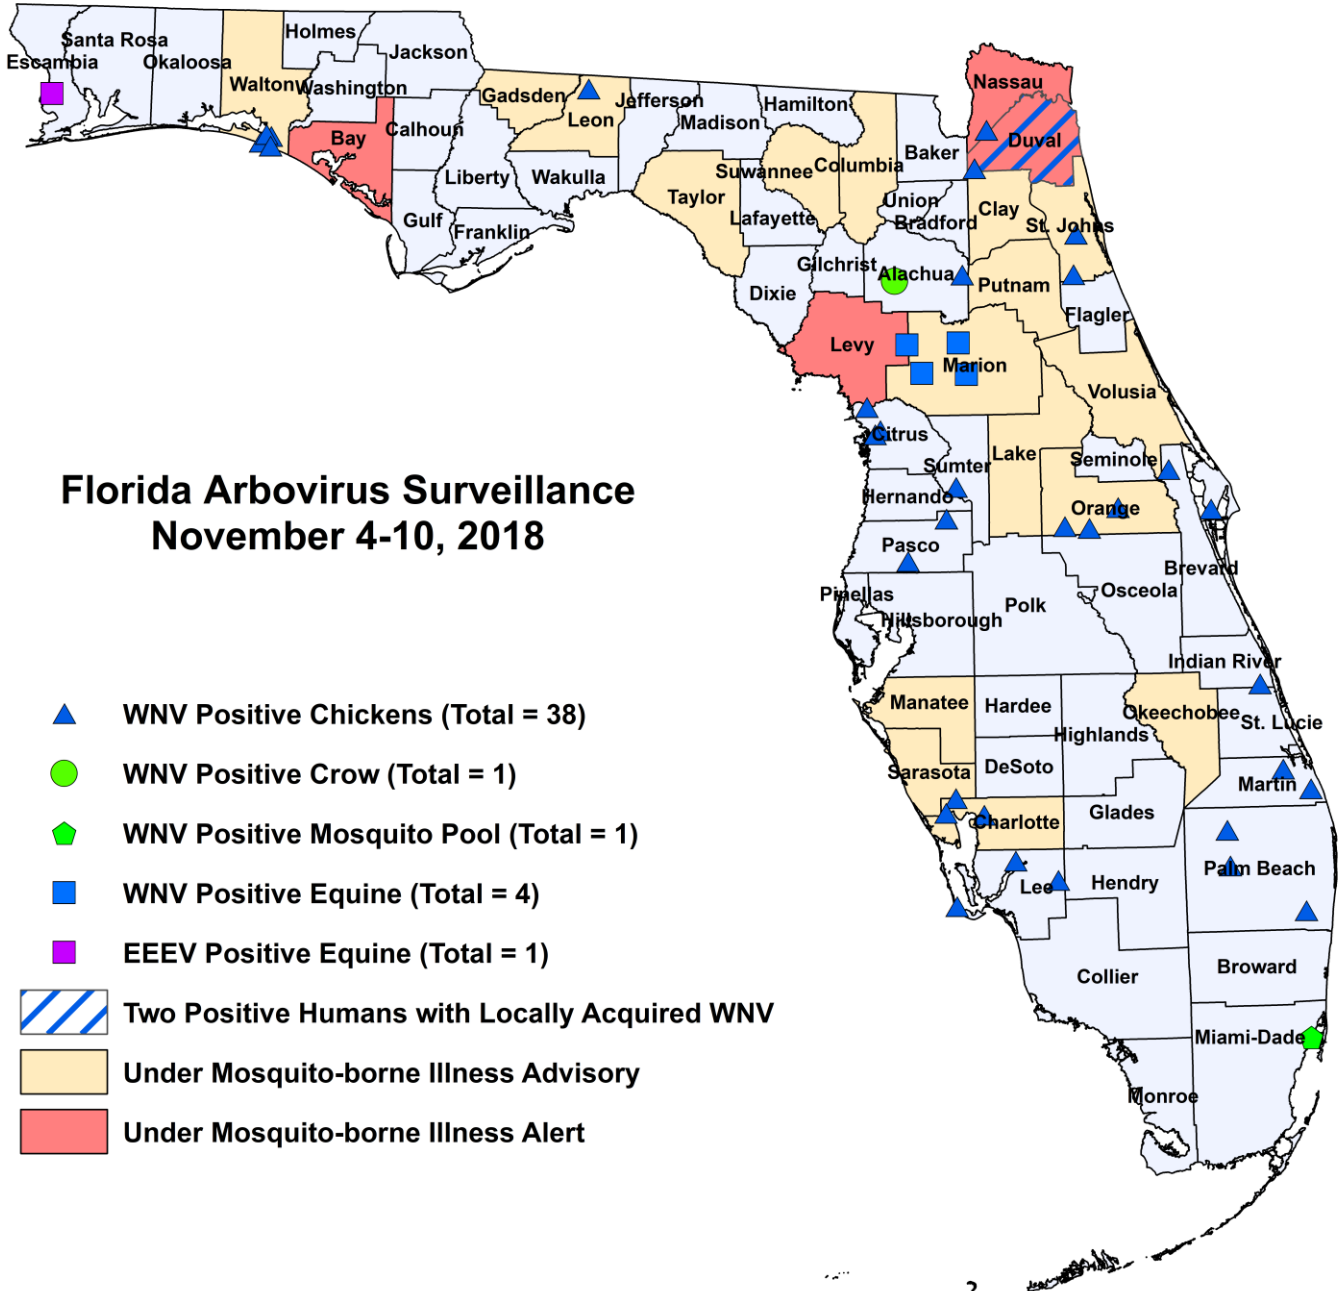 Nassau
Holmes
Santa Rosa
Jackson
Escambia
Okaloosa
Walton
Washington
Gadsden
Jefferson
Hamilton
Leon
Madison
Calhoun
Bay
Duval
Baker
Columbia
Suwannee
Liberty
Wakulla
Taylor
Union
Clay
Lafayette
Gulf
Bradford
St. Johns
Franklin
Gilchrist
Alachua
Putnam
Dixie
Flagler
Levy
Marion
Volusia
Citrus
Lake
Seminole
Sumter
Florida Arbovirus Surveillance
November 4-10, 2018
Hernando
Orange
Pasco
Brevard
Osceola
Pinellas
Polk
Hillsborough
Indian River
Manatee
Hardee
Okeechobee
St. Lucie
Highlands
DeSoto
Sarasota
Martin
Glades
Charlotte
Palm Beach
Lee
Hendry
Broward
Collier
Miami-Dade
Monroe
WNV Positive Chickens (Total = 38)
WNV Positive Crow (Total = 1)
WNV Positive Mosquito Pool (Total = 1)
WNV Positive Equine (Total = 4)
EEEV Positive Equine (Total = 1)
Two Positive Humans with Locally Acquired WNV
Under Mosquito-borne Illness Advisory
Under Mosquito-borne Illness Alert